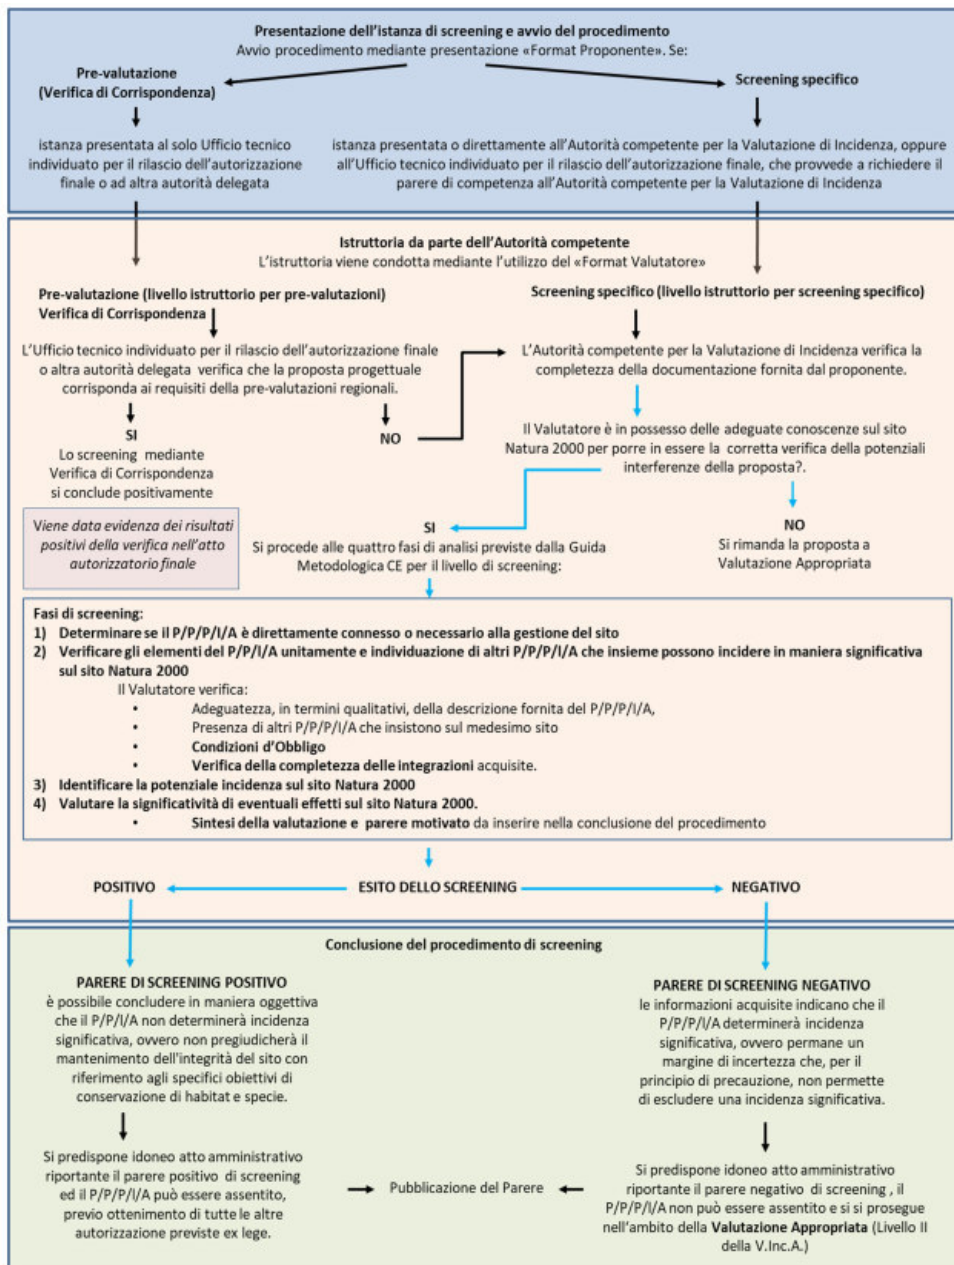 Presentazione dell'istanza di screening e avvio del procedimento
Avvio procedimento mediante presentazione «Format Proponente». Se:
Pre-valutazione
(Verifica di Corrispondenza)
istanza presentata al solo Ufficio tecnico
individuato per il rilascio dell'autorizzazione
finale o ad altra autorità delegata
Screening specifico
istanza presentata o direttamente all'Autorità competente per la Valutazione di Incidenza, oppure
all'Ufficio tecnico individuato per il rilascio dell'autorizzazione finale, che provvede a richiedere il
parere di competenza all'Autorità competente per la Valutazione di Incidenza
Istruttoria da parte dell'Autorità competente
L'istruttoria viene condotta mediante l'utilizzo del «Format Valutatore»
Pre-valutazione (livello istruttorio per pre-valutazioni)
Verifica di Corrispondenza
L'Ufficio tecnico individuato per il rilascio dell'autorizzazione finale
o altra autorità delegata verifica che la proposta progettuale
corrisponda ai requisiti della pre-valutazioni regionali.
SI
Lo screening mediante
Verifica di Corrispondenza
si conclude positivamente
Viene data evidenza dei risultati
positivi della verifica nell'atto
autorizzatorio finale
NO
Screening specifico (livello istruttorio per screening specifico)
L'Autorità competente per la Valutazione di Incidenza verifica la
completezza della documentazione fornita dal proponente.
Il Valutatore è in possesso delle adeguate conoscenze sul sito
Natura 2000 per porre in essere la corretta verifica della potenziali
interferenze della proposta?.
SI
Si procede alle quattro fasi di analisi previste dalla Guida
Metodologica CE per il livello di screening:
NO
Si rimanda la proposta a
Valutazione Appropriata
Fasi di screening:
1) Determinare se il P/P/P/I/A è direttamente connesso o necessario alla gestione del sito
2) Verificare gli elementi del P/P/I/A unitamente e individuazione di altri P/P/P/I/A che insieme possono incidere in maniera significativa
sul sito Natura 2000
Il Valutatore verifica:
• Adeguatezza, in termini qualitativi, della descrizione fornita del P/P/P/I/A,
• Presenza di altri P/P/P/I/A che insistono sul medesimo sito
• Condizioni d'Obbligo
• Verifica della completezza delle integrazioni acquisite.
3) Identificare la potenziale incidenza sul sito Natura 2000
4) Valutare la significatività di eventuali effetti sul sito Natura 2000.
• Sintesi della valutazione e parere motivato da inserire nella conclusione del procedimento
POSITIVO
ESITO DELLO SCREENING
NEGATIVO
Conclusione del procedimento di screening
PARERE DI SCREENING POSITIVO
è possibile concludere in maniera oggettiva
che il P/P/I/A non determinerà incidenza
significativa, ovvero non pregiudicherà il
mantenimento dell'integrità del sito con
riferimento agli specifici obiettivi di
conservazione di habitat e specie.
Si predispone idoneo atto amministrativo
riportante il parere positivo di screening
ed il P/P/P/I/A può essere assentito,
previo ottenimento di tutte le altre
autorizzazione previste ex lege.
Pubblicazione del Parere
PARERE DI SCREENING NEGATIVO
le informazioni acquisite indicano che il
P/P/P/I/A determinerà incidenza
significativa, ovvero permane un
margine di incertezza che, per il
principio di precauzione, non permette
di escludere una incidenza significativa.
Si predispone idoneo atto amministrativo
riportante il parere negativo di screening , il
P/P/P/I/A non può essere assentito e si si prosegue
nell'ambito della Valutazione Appropriata (Livello II
della V.Inc.A.)